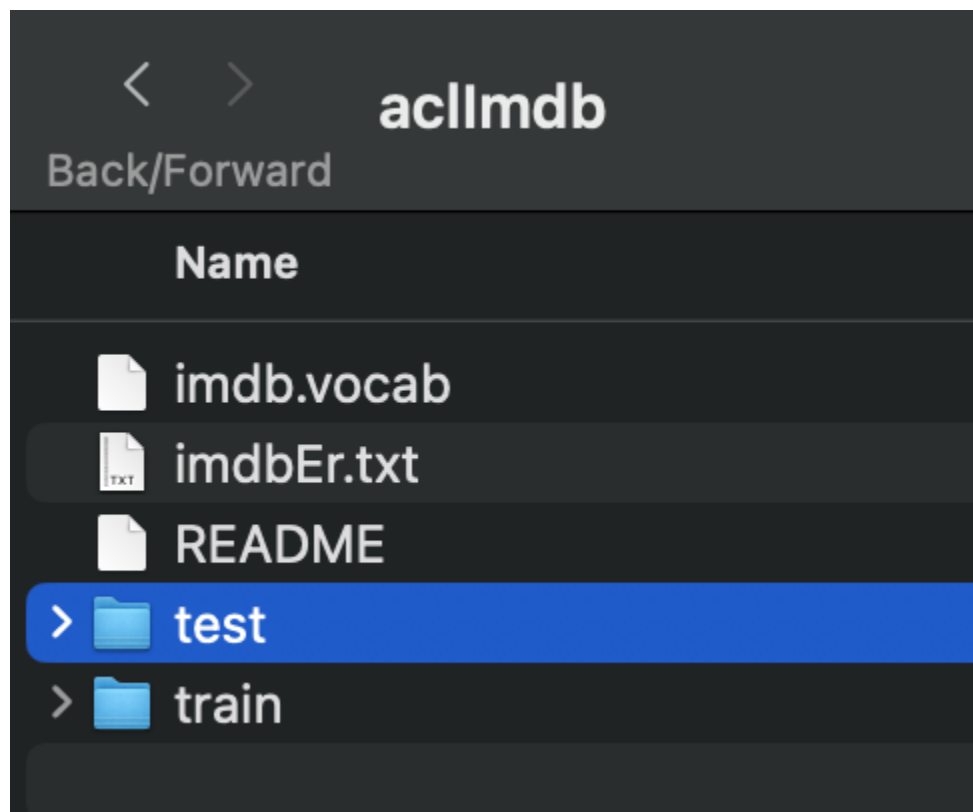 aclImdb
Back/Forward
Name
imdb.vocab
TXT
imdbEr.txt
README
test
train